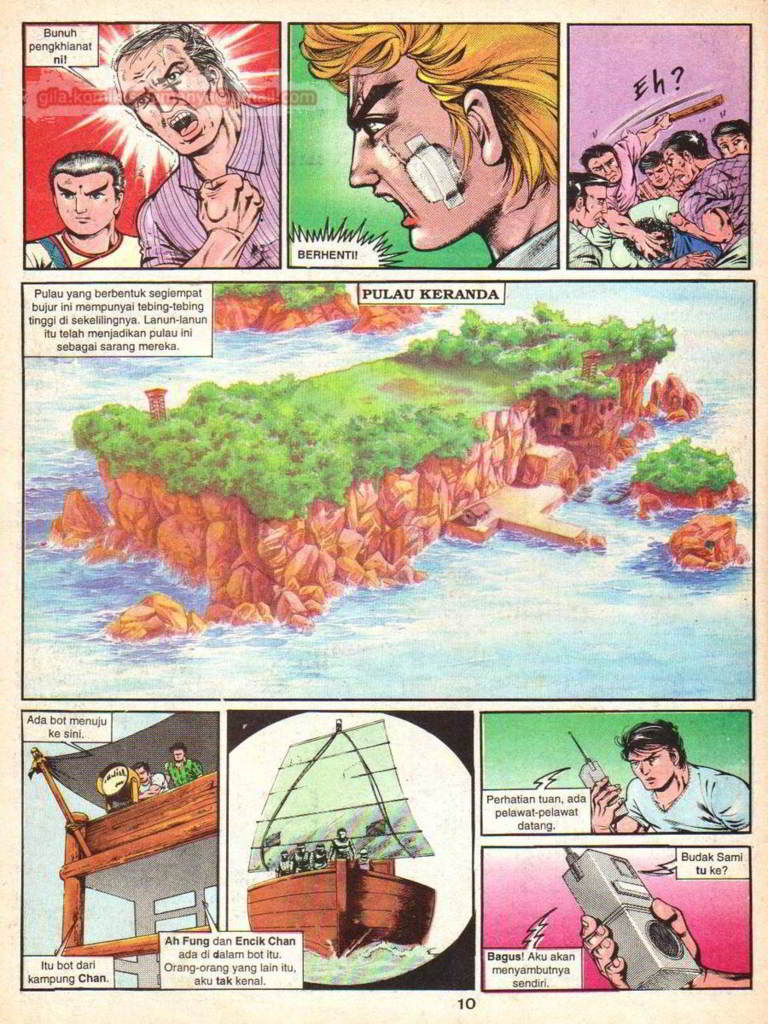 Bunuh
pengkhianat
ni!
BERHENTI!
Eh?
Pulau yang berbentuk segiempat
bujur ini mempunyai tebing-tebing
tinggi di sekelilingnya. Lanun-lanun
itu telah menjadikan pulau ini
sebagai sarang mereka.
PULAU KERANDA
Ada bot menuju
ke sini.
Itu bot dari
kampung Chan.
Ah Fung dan Encik Chan
ada di dalam bot itu.
Orang-orang yang lain itu,
aku tak kenal.
Perhatian tuan, ada
pelawat-pelawat
datang.
Budak Sami
tu ke?
Bagus! Aku akan
menyambutnya
sendiri.
10